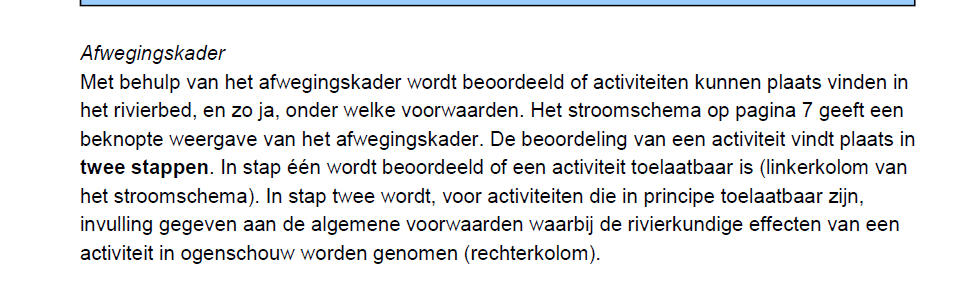 Afwegingskader
Met behulp van het afwegingskader wordt beoordeeld of activiteiten kunnen plaats vinden in
het rivierbed, en zo ja, onder welke voorwaarden. Het stroomschema op pagina 7 geeft een
beknopte weergave van het afwegingskader. De beoordeling van een activiteit vindt plaats in
twee stappen. In stap één wordt beoordeeld of een activiteit toelaatbaar is (linkerkolom van
het stroomschema). In stap twee wordt, voor activiteiten die in principe toelaatbaar zijn,
invulling gegeven aan de algemene voorwaarden waarbij de rivierkundige effecten van een
activiteit in ogenschouw worden genomen (rechterkolom).